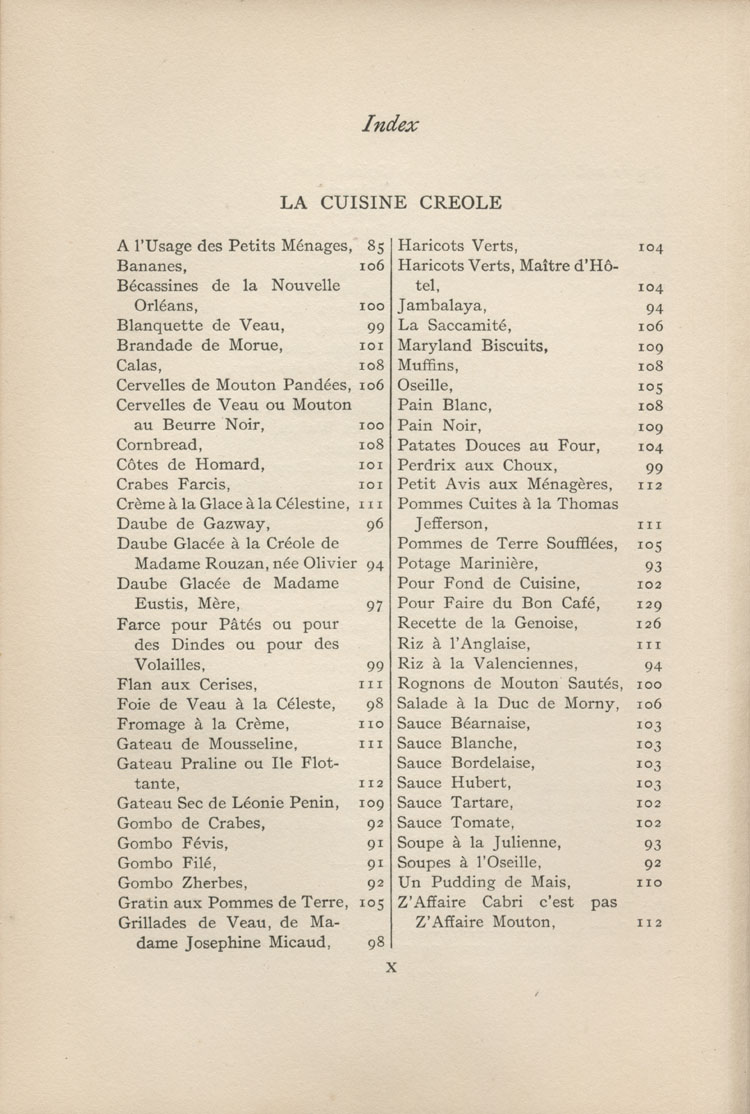 Index
LA CUISINE CREOLE
A l'Usage des Petits Ménages, 85
Bananes, 106
Bécassines de la Nouvelle
Orléans, 100
Blanquette de Veau, 99
Brandade de Morue, 101
Calas, 108
Cervelles de Mouton Pandées, 106
Cervelles de Veau ou Mouton
au Beurre Noir, 100
Cornbread, 108
Côtes de Homard, 101
Crabes Farcis, 101
Crème à la Glace à la Célestine, 111
Daube de Gazway, 96
Daube Glacée à la Créole de
Madame Rouzan, née Olivier 94
Daube Glacée de Madame
Eustis, Mère, 97
Farce pour Pâtés ou pour
des Dindes ou pour des
Volailles, 99
Flan aux Cerises, 111
Foie de Veau à la Céleste, 98
Fromage à la Crème, 110
Gateau de Mousseline, 111
Gateau Praline ou Ile Flot-
tante, 112
Gateau Sec de Léonie Penin, 109
Gombo de Crabes, 92
Gombo Févis, 91
Gombo Filé, 91
Gombo Zherbes, 92
Gratin aux Pommes de Terre, 105
Grillades de Veau, de Ma-
dame Josephine Micaud, 98
Haricots Verts, 104
Haricots Verts, Maître d'Hô-
tel, 104
Jambalaya, 94
La Saccamité, 106
Maryland Biscuits, 109
Muffins, 108
Oseille, 105
Pain Blanc, 108
Pain Noir, 109
Patates Douces au Four, 104
Perdrix aux Choux, 99
Petit Avis aux Ménagères, 112
Pommes Cuites à la Thomas
Jefferson, 111
Pommes de Terre Soufflées, 105
Potage Marinière, 93
Pour Fond de Cuisine, 102
Pour Faire du Bon Café, 129
Recette de la Genoise, 126
Riz à l'Anglaise, 111
Riz à la Valenciennes, 94
Rognons de Mouton Sautés, 100
Salade à la Duc de Morny, 106
Sauce Béarnaise, 103
Sauce Blanche, 103
Sauce Bordelaise, 103
Sauce Hubert, 103
Sauce Tartare, 102
Sauce Tomate, 102
Soupe à la Julienne, 93
Soupes à l'Oseille, 92
Un Pudding de Mais, 110
Z'Affaire Cabri c'est pas
Z'Affaire Mouton, 112
X